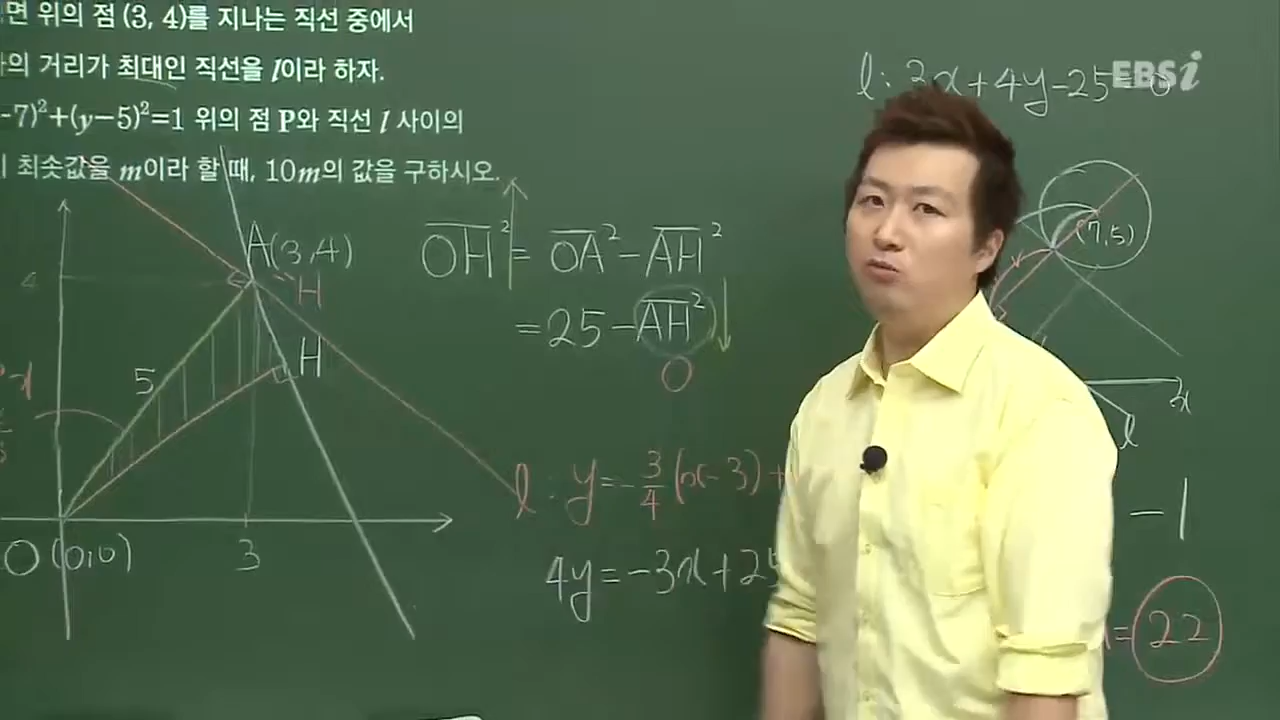 면 위의 점 (3, 4)를 지나는 직선 중에서
의 거리가 최대인 직선을 l이라 하자.
-7)²+(y−5)²=1 위의 점 P와 직선 l 사이의
최솟값을 m이라 할 때, 10m의 값을 구하시오.
EBSi
l: 3x+4y-25=0
A(3,4)
4
H
H
5
O(0,0)
3
OH²=OA²-AH²
=25-AH²
0
l: y=-3/4(x-3)+
4y=-3x+25
(7,5)
x
l
-1
=22